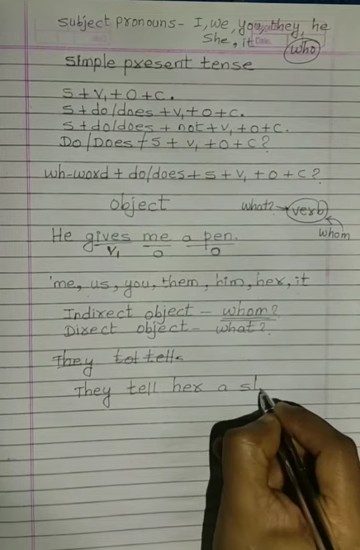 Subject pronouns - I, we, you, they, he
She, it
who
Simple present tense
S + V₁ + O + C.
S + do/does + V₁ + O + C.
S + do/does + not + V₁ + O + C.
Do/Does + S + V₁ + O + C?
Wh-word + do/does + S + V₁ + O + C?
Object
what? → verb
whom
He gives me a pen.
V₁ O O
'me, us, you, them, him, her, it
Indirect object - whom?
Direct object - what?
They tot tell
They tell her a st